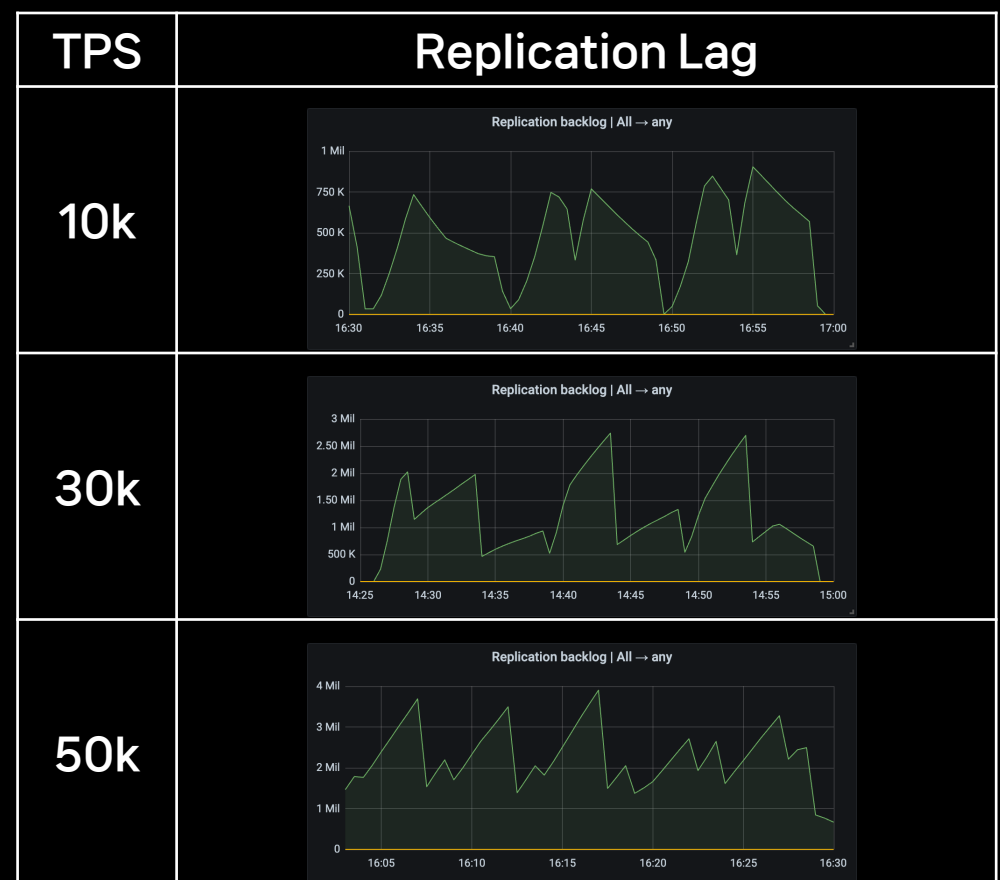 TPS Replication Lag
10k
Replication backlog | All → any
1 Mil
750 K
500 K
250 K
0
16:30 16:35 16:40 16:45 16:50 16:55 17:00
30k
Replication backlog | All → any
3 Mil
2.50 Mil
2 Mil
1.50 Mil
1 Mil
500 K
0
14:25 14:30 14:35 14:40 14:45 14:50 14:55 15:00
50k
Replication backlog | All → any
4 Mil
3 Mil
2 Mil
1 Mil
0
16:05 16:10 16:15 16:20 16:25 16:30